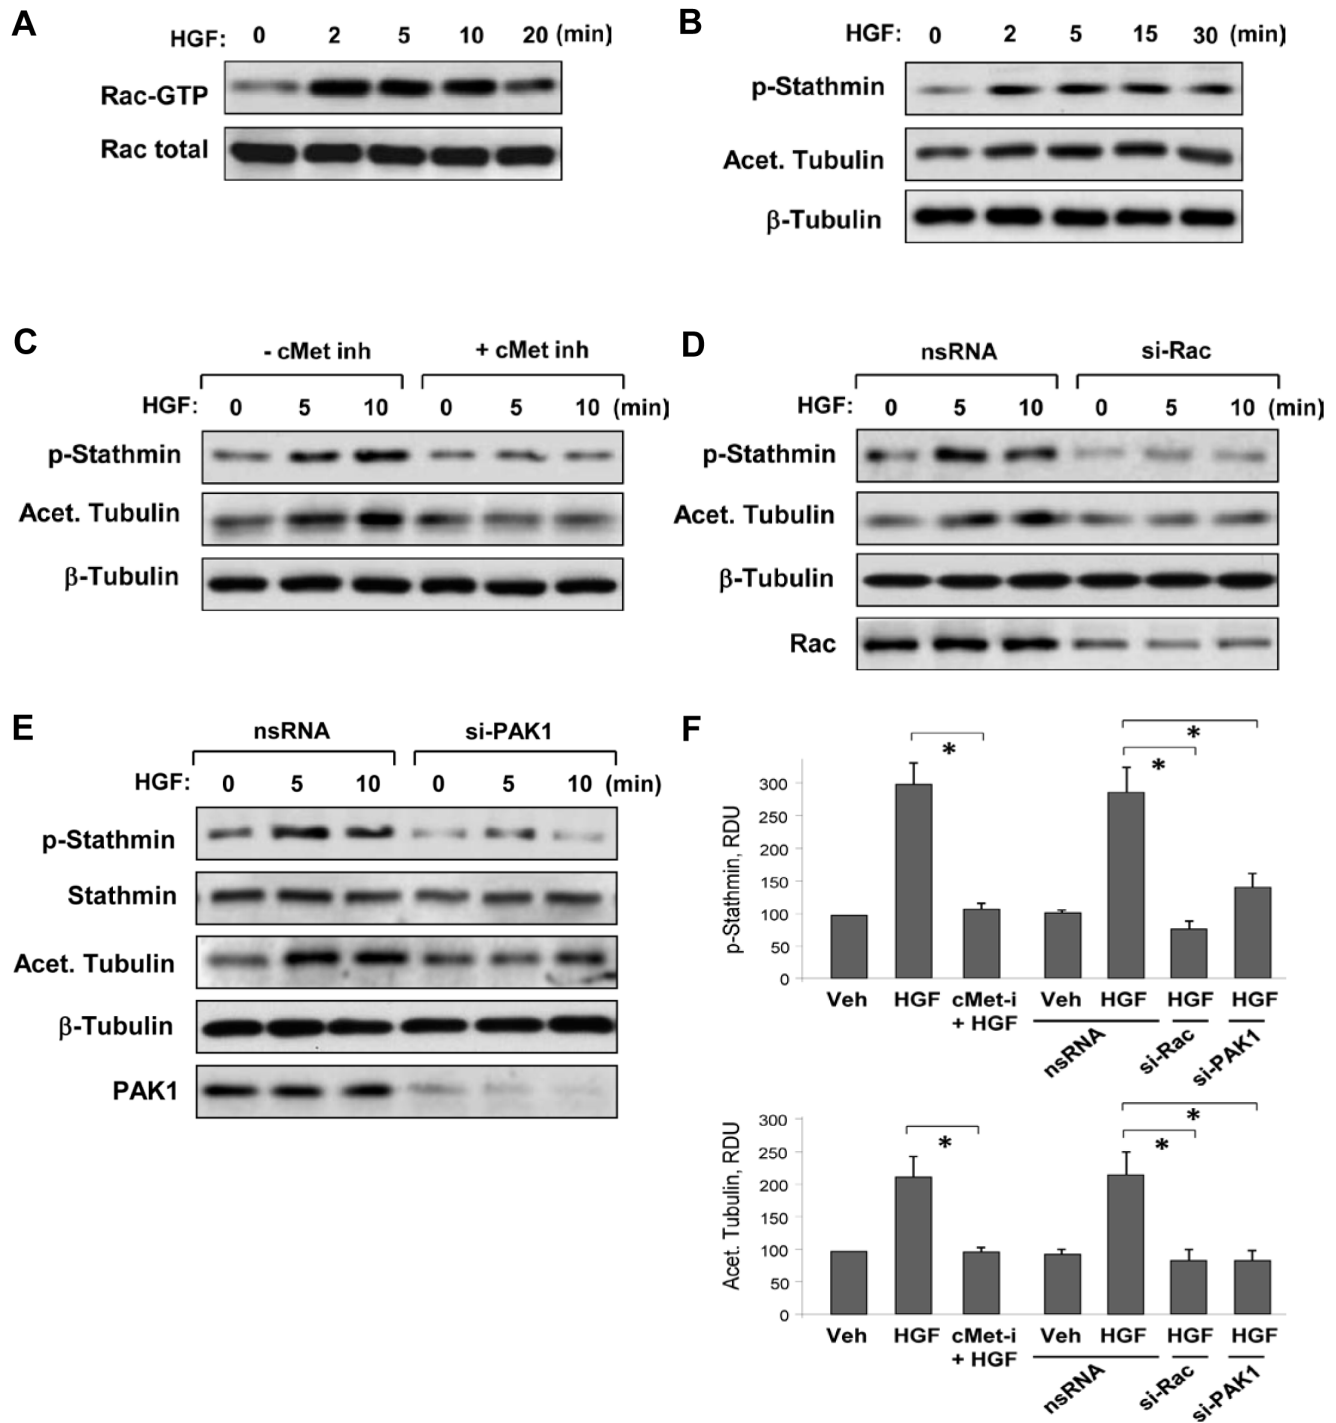 A
HGF: 0 2 5 10 20 (min)
Rac-GTP
Rac total
B
HGF: 0 2 5 15 30 (min)
p-Stathmin
Acet. Tubulin
β-Tubulin
C
- cMet inh + cMet inh
HGF: 0 5 10 0 5 10 (min)
p-Stathmin
Acet. Tubulin
β-Tubulin
D
nsRNA si-Rac
HGF: 0 5 10 0 5 10 (min)
p-Stathmin
Acet. Tubulin
β-Tubulin
Rac
E
nsRNA si-PAK1
HGF: 0 5 10 0 5 10 (min)
p-Stathmin
Stathmin
Acet. Tubulin
β-Tubulin
PAK1
F
p-Stathmin, RDU
300
250
200
150
100
50
0
* * *
Veh HGF cMet-i Veh HGF HGF HGF
+ HGF
nsRNA si-Rac si-PAK1
Acet. Tubulin, RDU
300
250
200
150
100
50
0
* * *
Veh HGF cMet-i Veh HGF HGF HGF
+ HGF
nsRNA si-Rac si-PAK1